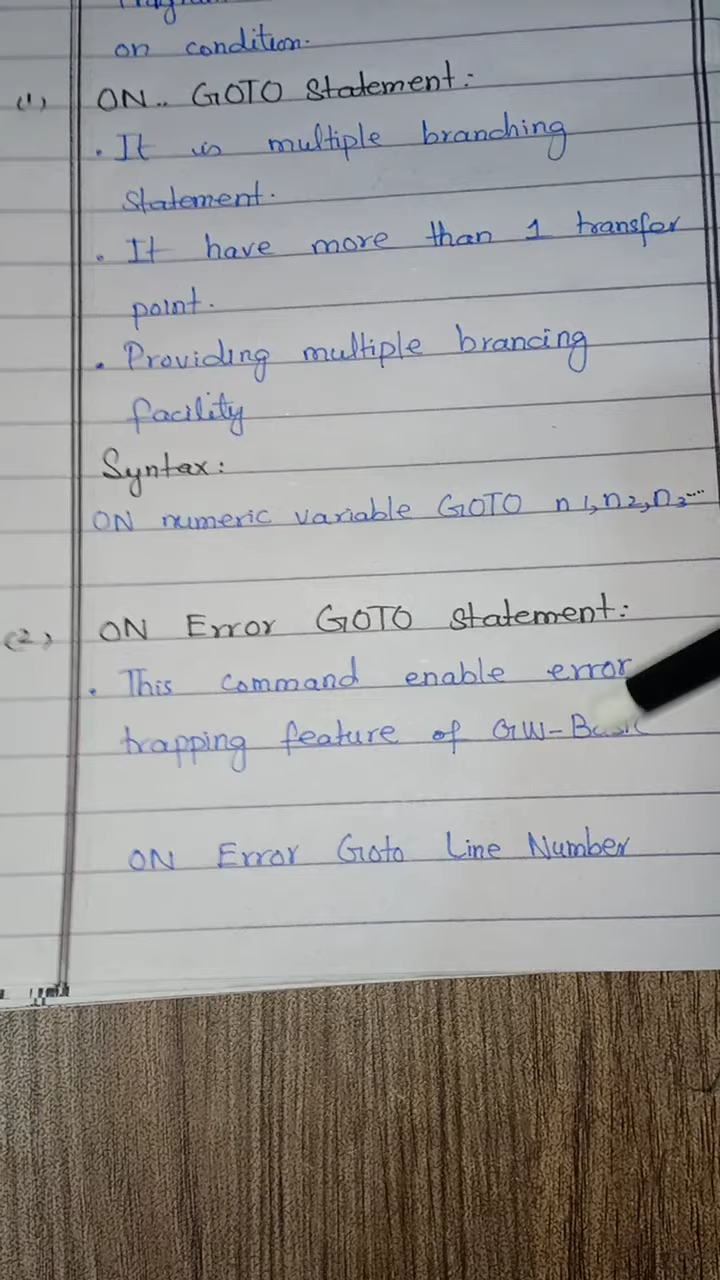 on condition.
(1) ON.. GOTO Statement:
. It is multiple branching
Statement.
. It have more than 1 transfer
point.
. Providing multiple brancing
facility
Syntax:
ON numeric variable GOTO n1,n2,n3...
(2) ON Error GOTO Statement:
. This command enable error
trapping feature of GW-Basic
ON Error Goto Line Number